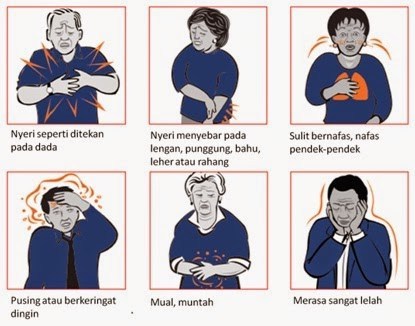 Nyeri seperti ditekan
pada dada
Nyeri menyebar pada
lengan, punggung, bahu,
leher atau rahang
Sulit bernafas, nafas
pendek-pendek
Pusing atau berkeringat
dingin
Mual, muntah
Merasa sangat lelah